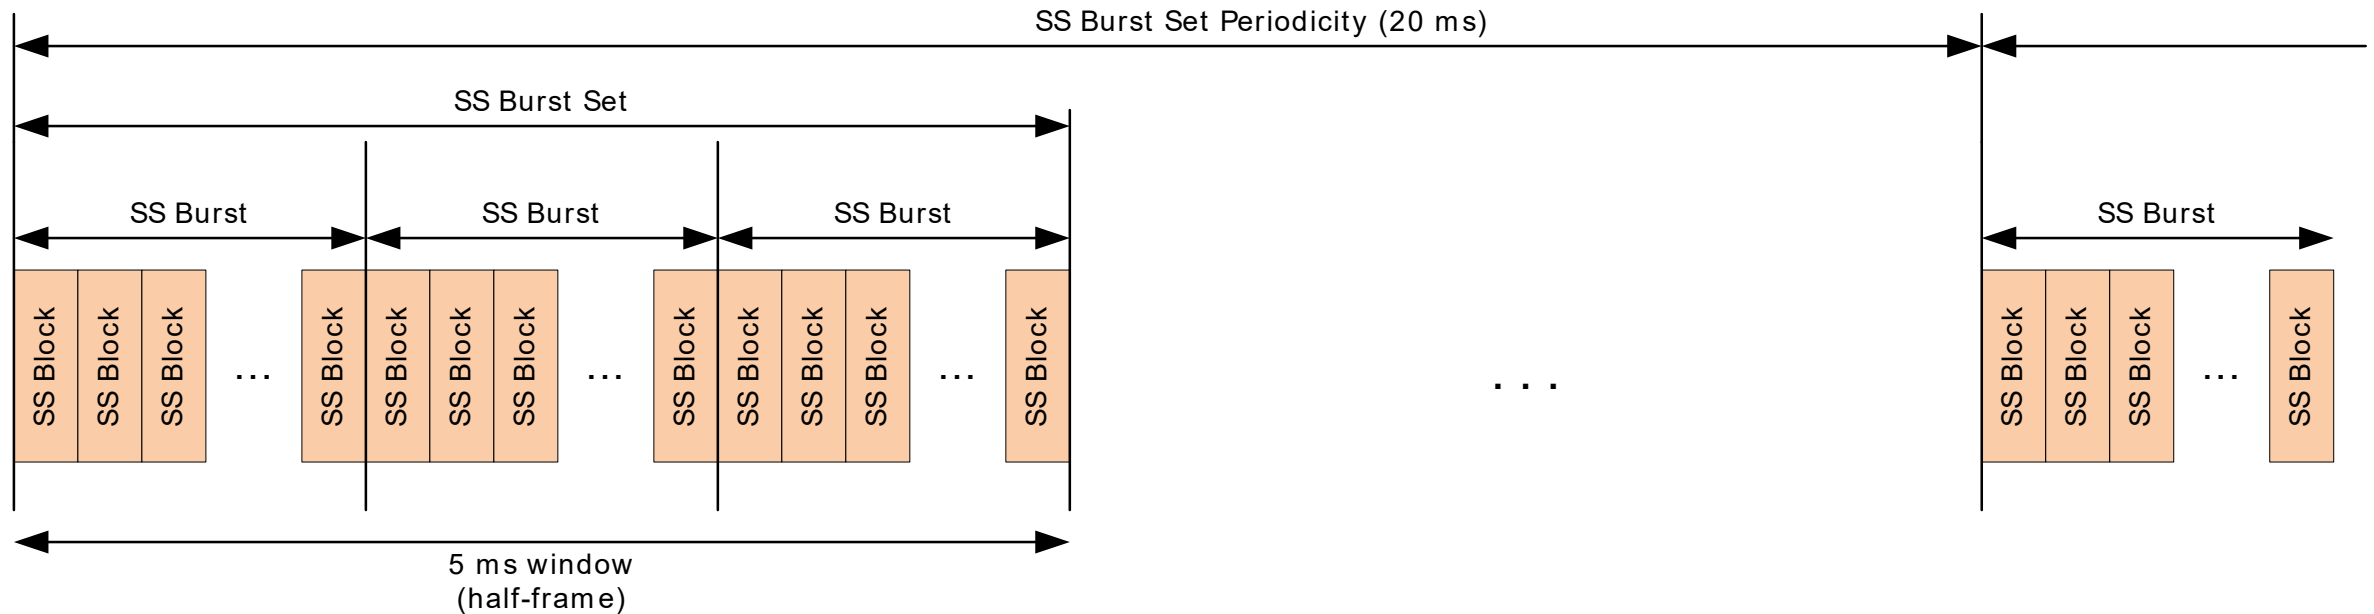 SS Burst Set Periodicity (20 ms)
SS Burst Set
SS Burst
SS Burst
SS Burst
SS Burst
SS Block
SS Block
SS Block
...
SS Block
SS Block
SS Block
SS Block
...
SS Block
SS Block
SS Block
SS Block
...
SS Block
. . .
SS Block
SS Block
SS Block
...
SS Block
5 ms window
(half-frame)